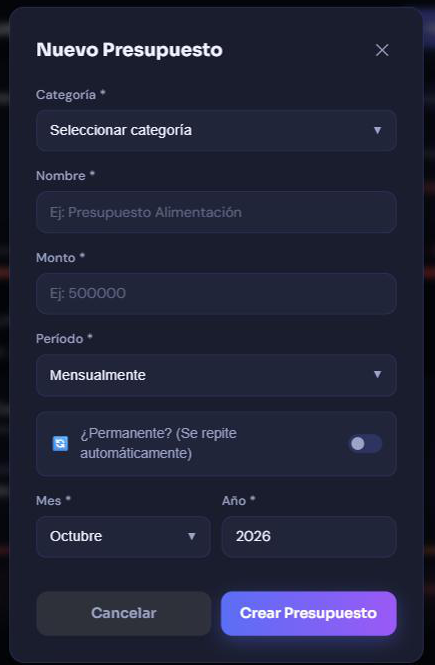 Nuevo Presupuesto
Categoría *
Seleccionar categoría
Nombre *
Ej: Presupuesto Alimentación
Monto *
Ej: 500000
Período *
Mensualmente
¿Permanente? (Se repite
automáticamente)
Mes *
Año *
Octubre
2026
Cancelar
Crear Presupuesto